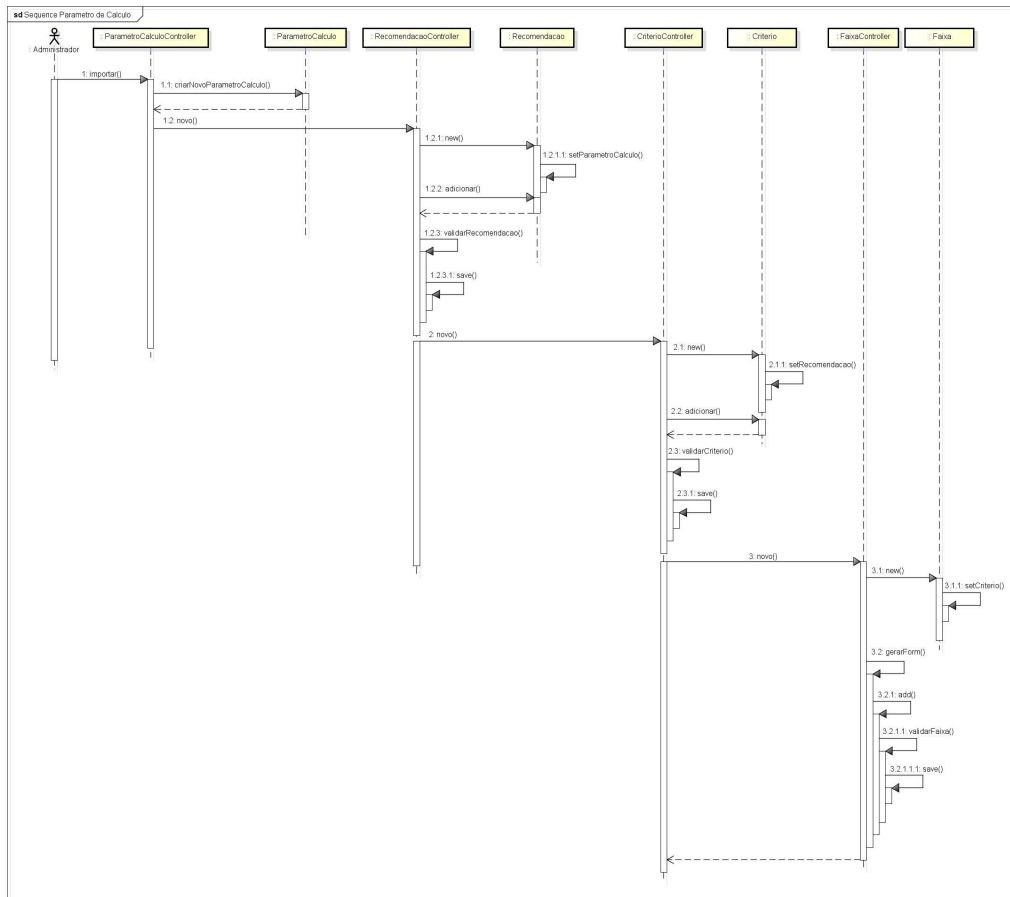 sd Sequence Parametro de Calculo
: Administrador
: ParametroCalculoController
: ParametroCalculo
: RecomendacaoController
: Recomendacao
: CriterioController
: Criterio
: FaixaController
: Faixa
1: importar()
1.1: criarNovoParametroCalculo()
1.2: novo()
1.2.1: new()
1.2.1.1: setParametroCalculo()
1.2.2: adicionar()
1.2.3: validarRecomendacao()
1.2.3.1: save()
2: novo()
2.1: new()
2.1.1: setRecomendacao()
2.2: adicionar()
2.3: validarCriterio()
2.3.1: save()
3: novo()
3.1: new()
3.1.1: setCriterio()
3.2: gerarForm()
3.2.1: add()
3.2.1.1: validarFaixa()
3.2.1.1.1: save()